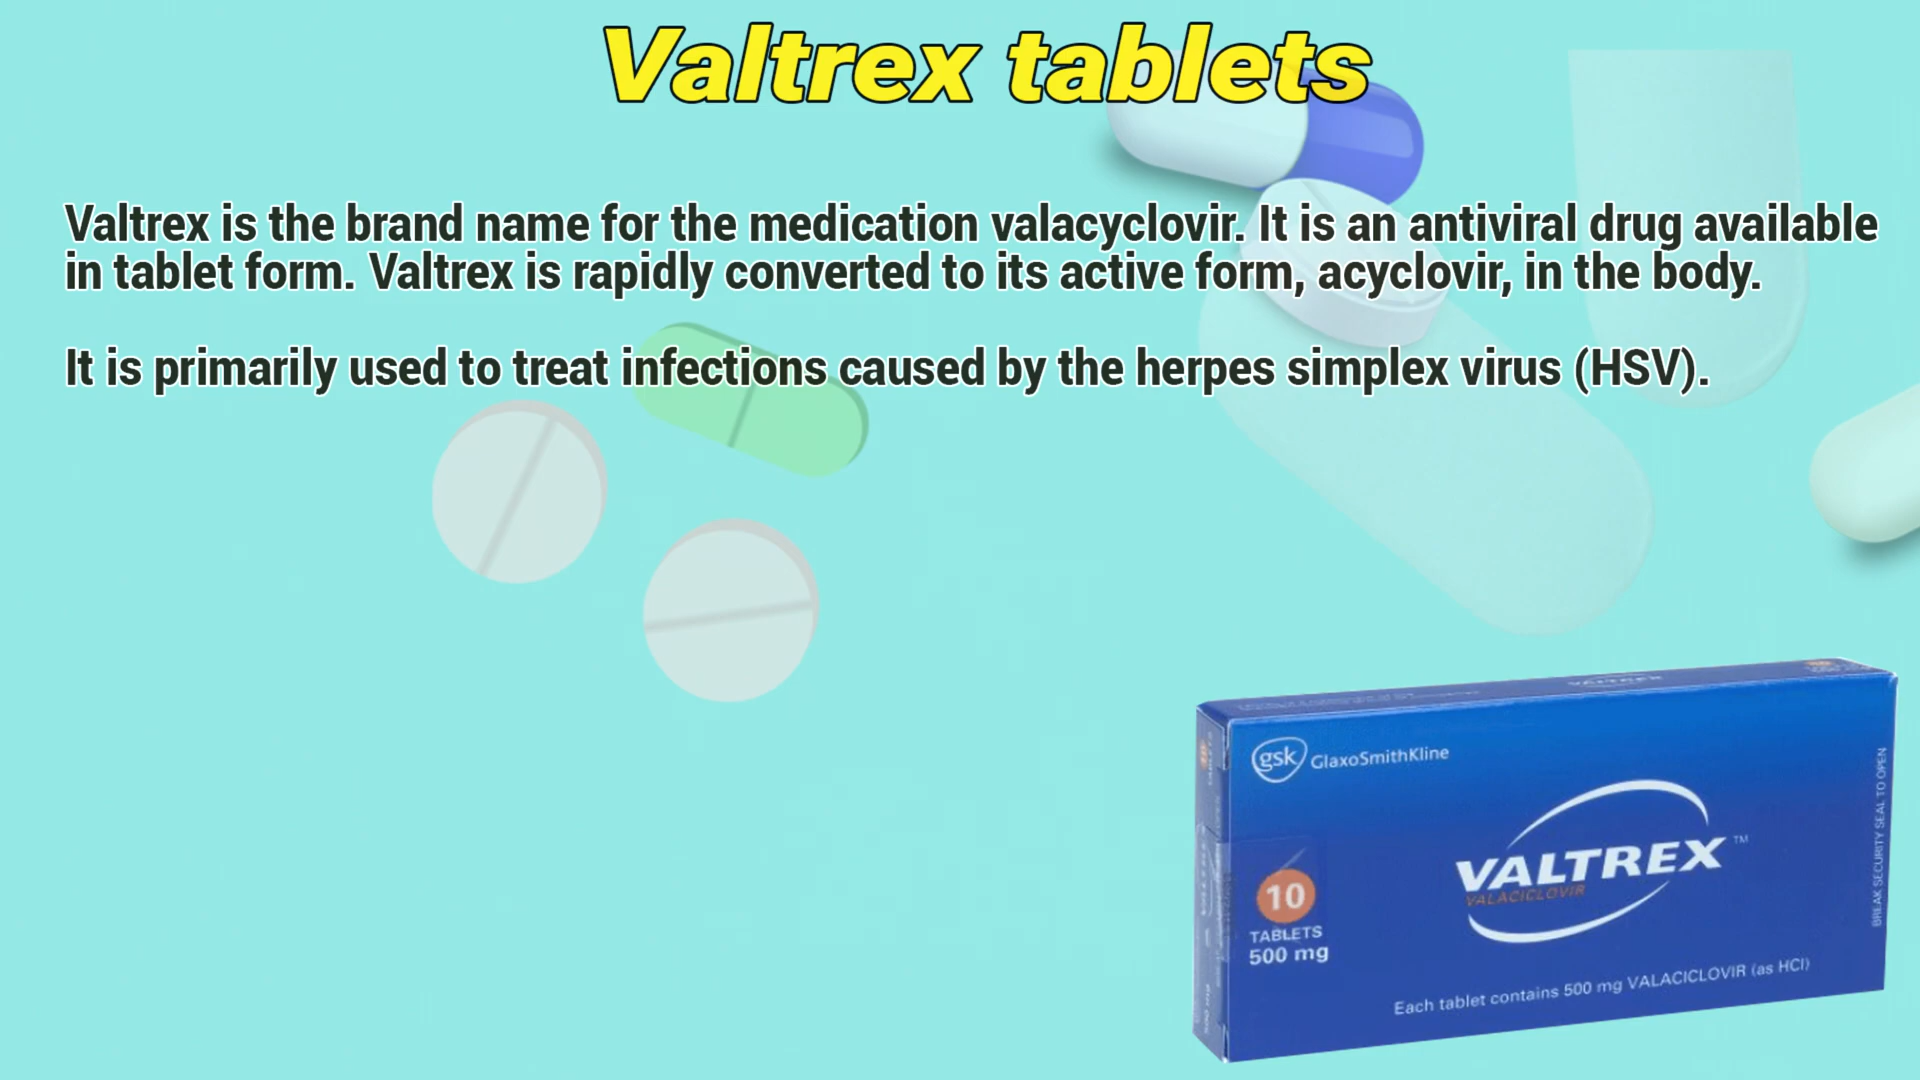 Valtrex tablets
Valtrex is the brand name for the medication valacyclovir. It is an antiviral drug available
in tablet form. Valtrex is rapidly converted to its active form, acyclovir, in the body.
It is primarily used to treat infections caused by the herpes simplex virus (HSV).
VALTREX
gsk GlaxoSmithKline
VALTREX™
VALACICLOVIR
10
TABLETS
500 mg
Each tablet contains 500 mg VALACICLOVIR (as HCl)
BREAK SECURITY SEAL TO OPEN